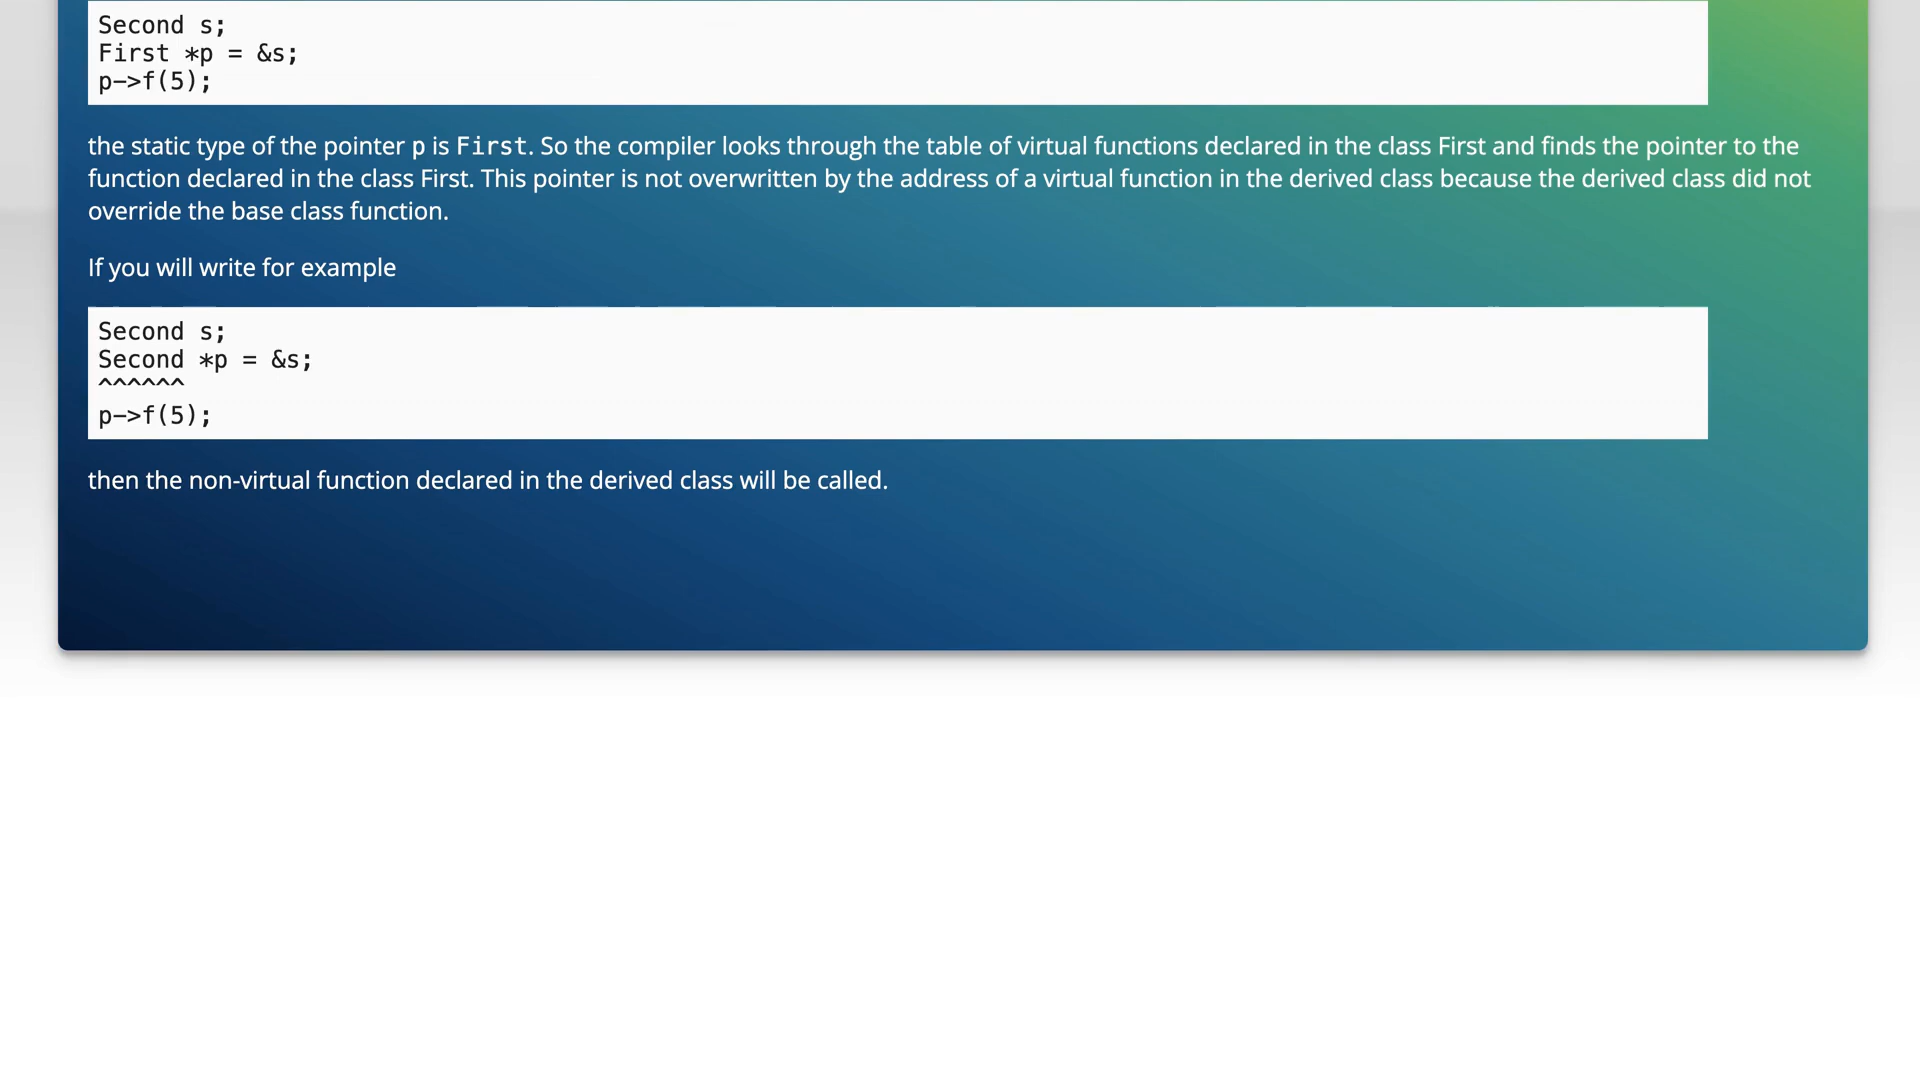 Second s;
First *p = &s;
p->f(5);
the static type of the pointer p is First. So the compiler looks through the table of virtual functions declared in the class First and finds the pointer to the
function declared in the class First. This pointer is not overwritten by the address of a virtual function in the derived class because the derived class did not
override the base class function.
If you will write for example
Second s;
Second *p = &s;
^^^^^^
p->f(5);
then the non-virtual function declared in the derived class will be called.